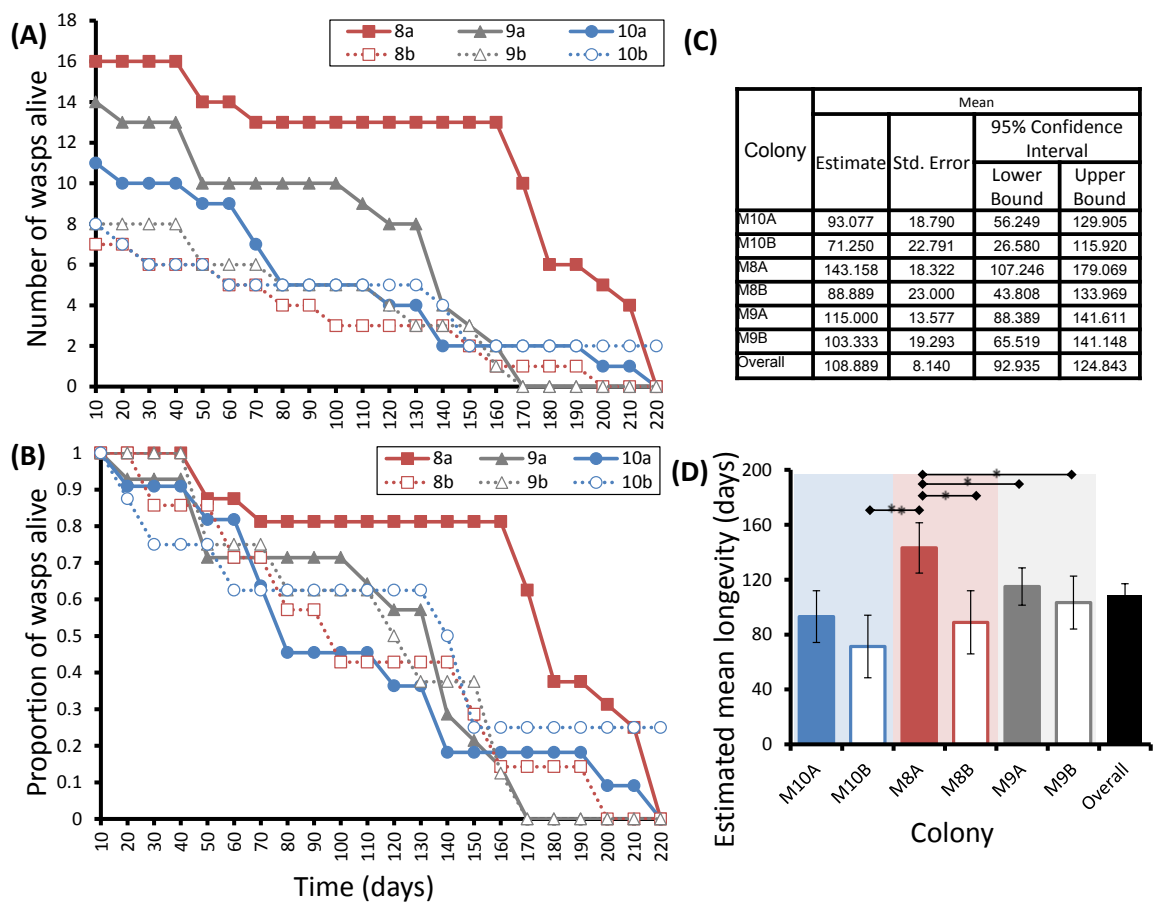 (A)
Number of wasps alive
18
16
14
12
10
8
6
4
2
0
8a 9a 10a
8b 9b 10b
10 20 30 40 50 60 70 80 90 100 110 120 130 140 150 160 170 180 190 200 210 220
(B)
Proportion of wasps alive
1
0.9
0.8
0.7
0.6
0.5
0.4
0.3
0.2
0.1
0
8a 9a 10a
8b 9b 10b
10 20 30 40 50 60 70 80 90 100 110 120 130 140 150 160 170 180 190 200 210 220
Time (days)
(C)
Colony
Mean
Estimate Std. Error 95% Confidence
Interval
Lower Upper
Bound Bound
M10A 93.077 18.790 56.249 129.905
M10B 71.250 22.791 26.580 115.920
M8A 143.158 18.322 107.246 179.069
M8B 88.889 23.000 43.808 133.969
M9A 115.000 13.577 88.389 141.611
M9B 103.333 19.293 65.519 141.148
Overall 108.889 8.140 92.935 124.843
(D)
Estimated mean longevity (days)
200
160
120
80
40
0
*
*
*
**
M10A M10B M8A M8B M9A M9B Overall
Colony